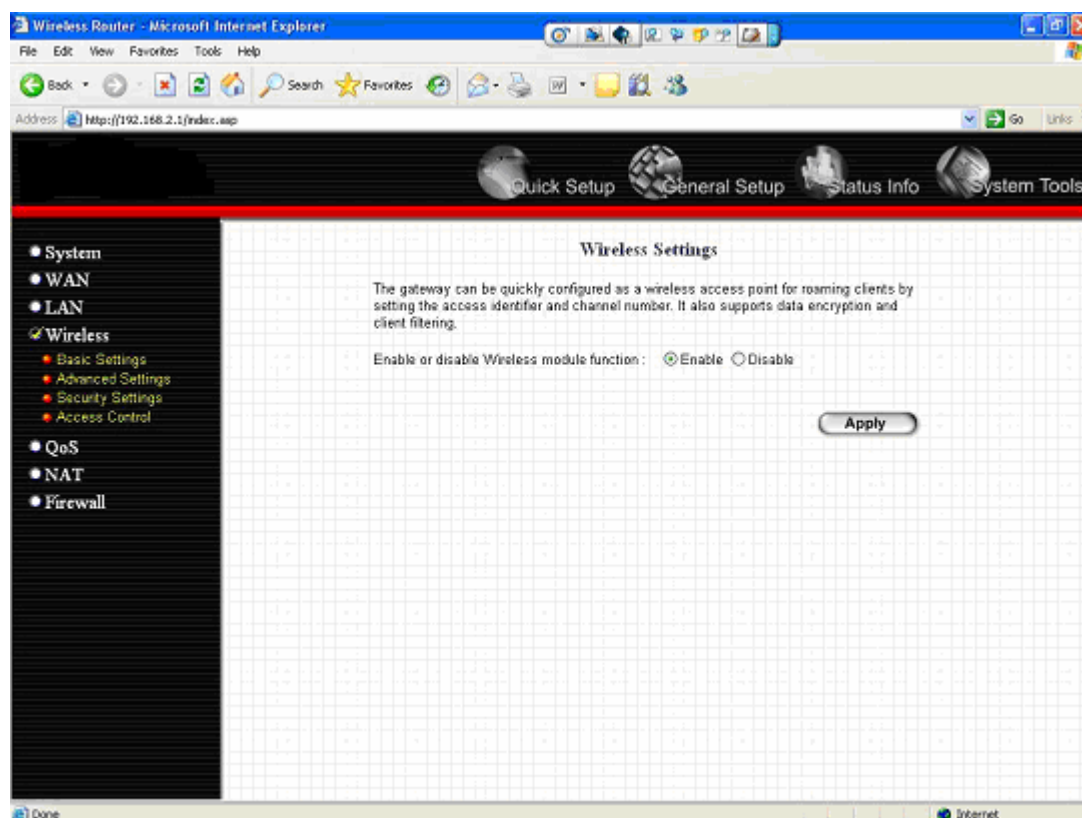 Wireless Router - Microsoft Internet Explorer
File Edit View Favorites Tools Help
Back Search Favorites
Address http://192.168.2.1/index.asp Go Links
Quick Setup General Setup Status Info System Tools
System
WAN
LAN
Wireless
Basic Settings
Advanced Settings
Security Settings
Access Control
QoS
NAT
Firewall
Wireless Settings
The gateway can be quickly configured as a wireless access point for roaming clients by
setting the access identifier and channel number. It also supports data encryption and
client filtering.
Enable or disable Wireless module function : Enable Disable
Apply
Done Internet